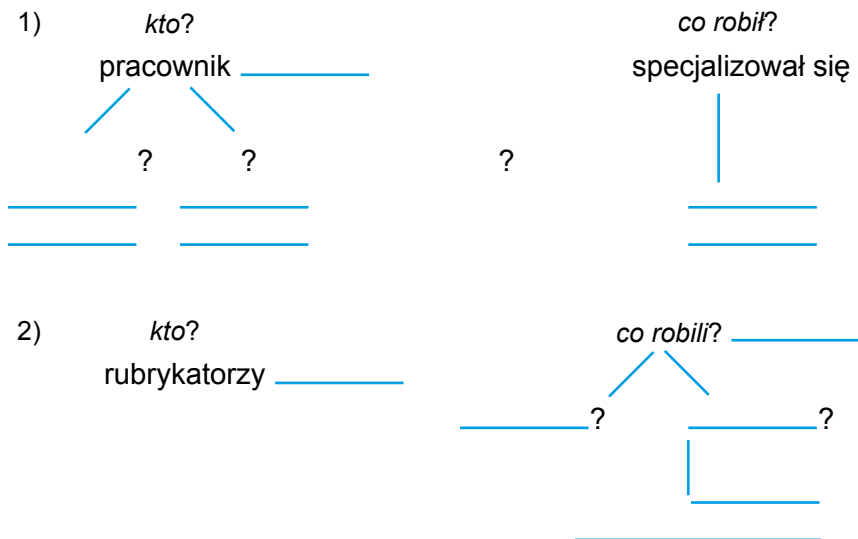 1) kto? co robił?
pracownik specjalizował się
? ? ?
2) kto? co robili?
rubrykatorzy
? ?